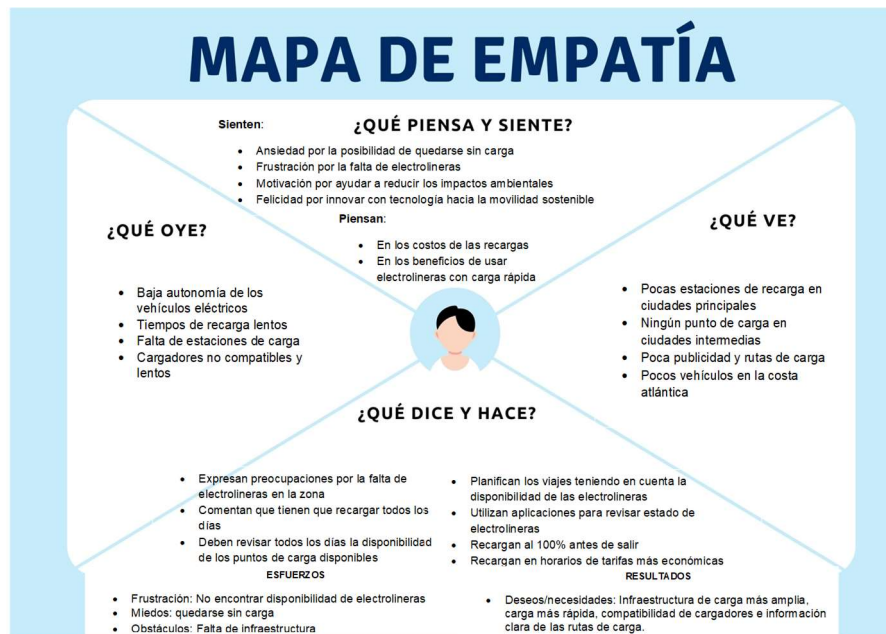 MAPA DE EMPATÍA
Sienten:
¿QUÉ PIENSA Y SIENTE?
• Ansiedad por la posibilidad de quedarse sin carga
• Frustración por la falta de electrolineras
• Motivación por ayudar a reducir los impactos ambientales
• Felicidad por innovar con tecnología hacia la movilidad sostenible
Piensan:
• En los costos de las recargas
• En los beneficios de usar
electrolineras con carga rápida
¿QUÉ OYE?
• Baja autonomía de los
vehículos eléctricos
• Tiempos de recarga lentos
• Falta de estaciones de carga
• Cargadores no compatibles y
lentos
¿QUÉ VE?
• Pocas estaciones de recarga en
ciudades principales
• Ningún punto de carga en
ciudades intermedias
• Poca publicidad y rutas de carga
• Pocos vehículos en la costa
atlántica
¿QUÉ DICE Y HACE?
• Expresan preocupaciones por la falta de
electrolineras en la zona
• Comentan que tienen que recargar todos los
días
• Deben revisar todos los días la disponibilidad
de los puntos de carga disponibles
• Planifican los viajes teniendo en cuenta la
disponibilidad de las electrolineras
• Utilizan aplicaciones para revisar estado de
electrolineras
• Recargan al 100% antes de salir
• Recargan en horarios de tarifas más económicas
ESFUERZOS
• Frustración: No encontrar disponibilidad de electrolineras
• Miedos: quedarse sin carga
• Obstáculos: Falta de infraestructura
RESULTADOS
• Deseos/necesidades: Infraestructura de carga más amplia,
carga más rápida, compatibilidad de cargadores e información
clara de las rutas de carga.